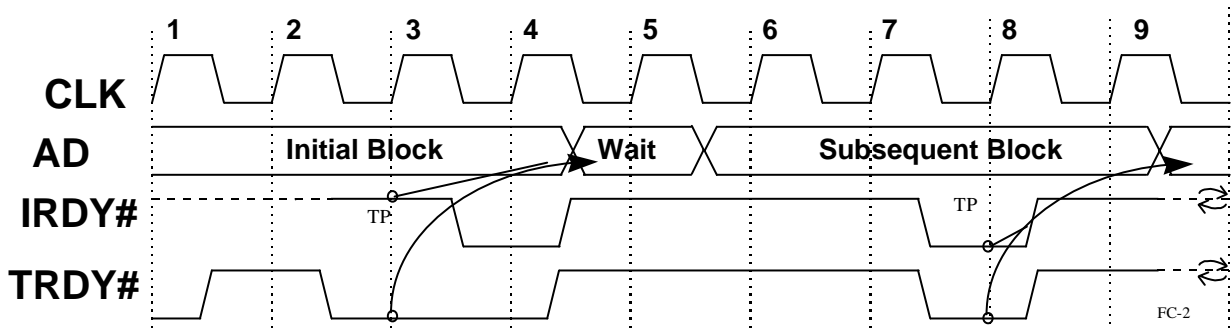 1 2 3 4 5 6 7 8 9
CLK
AD Initial Block Wait Subsequent Block
IRDY# TP TP
TRDY#
FC-2